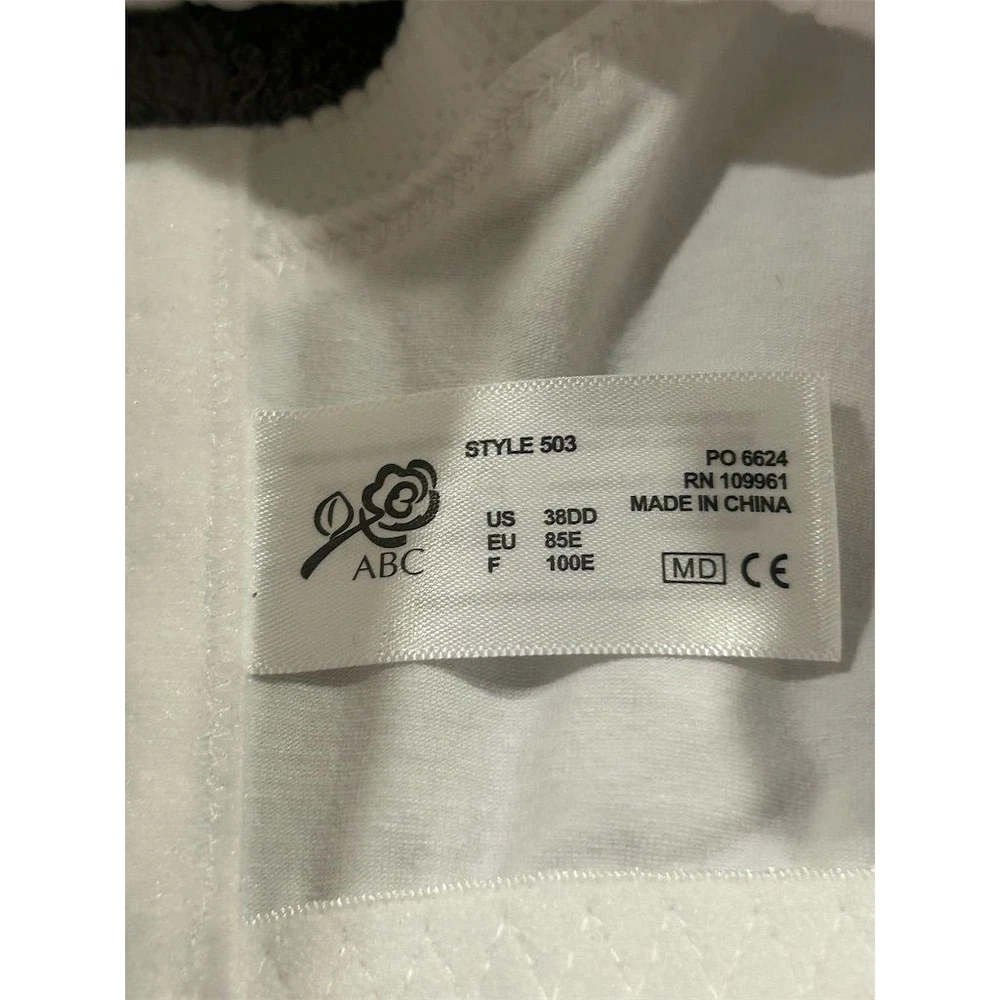 STYLE 503
PO 6624
RN 109961
MADE IN CHINA
US 38DD
EU 85E
F 100E
ABC
MD CE